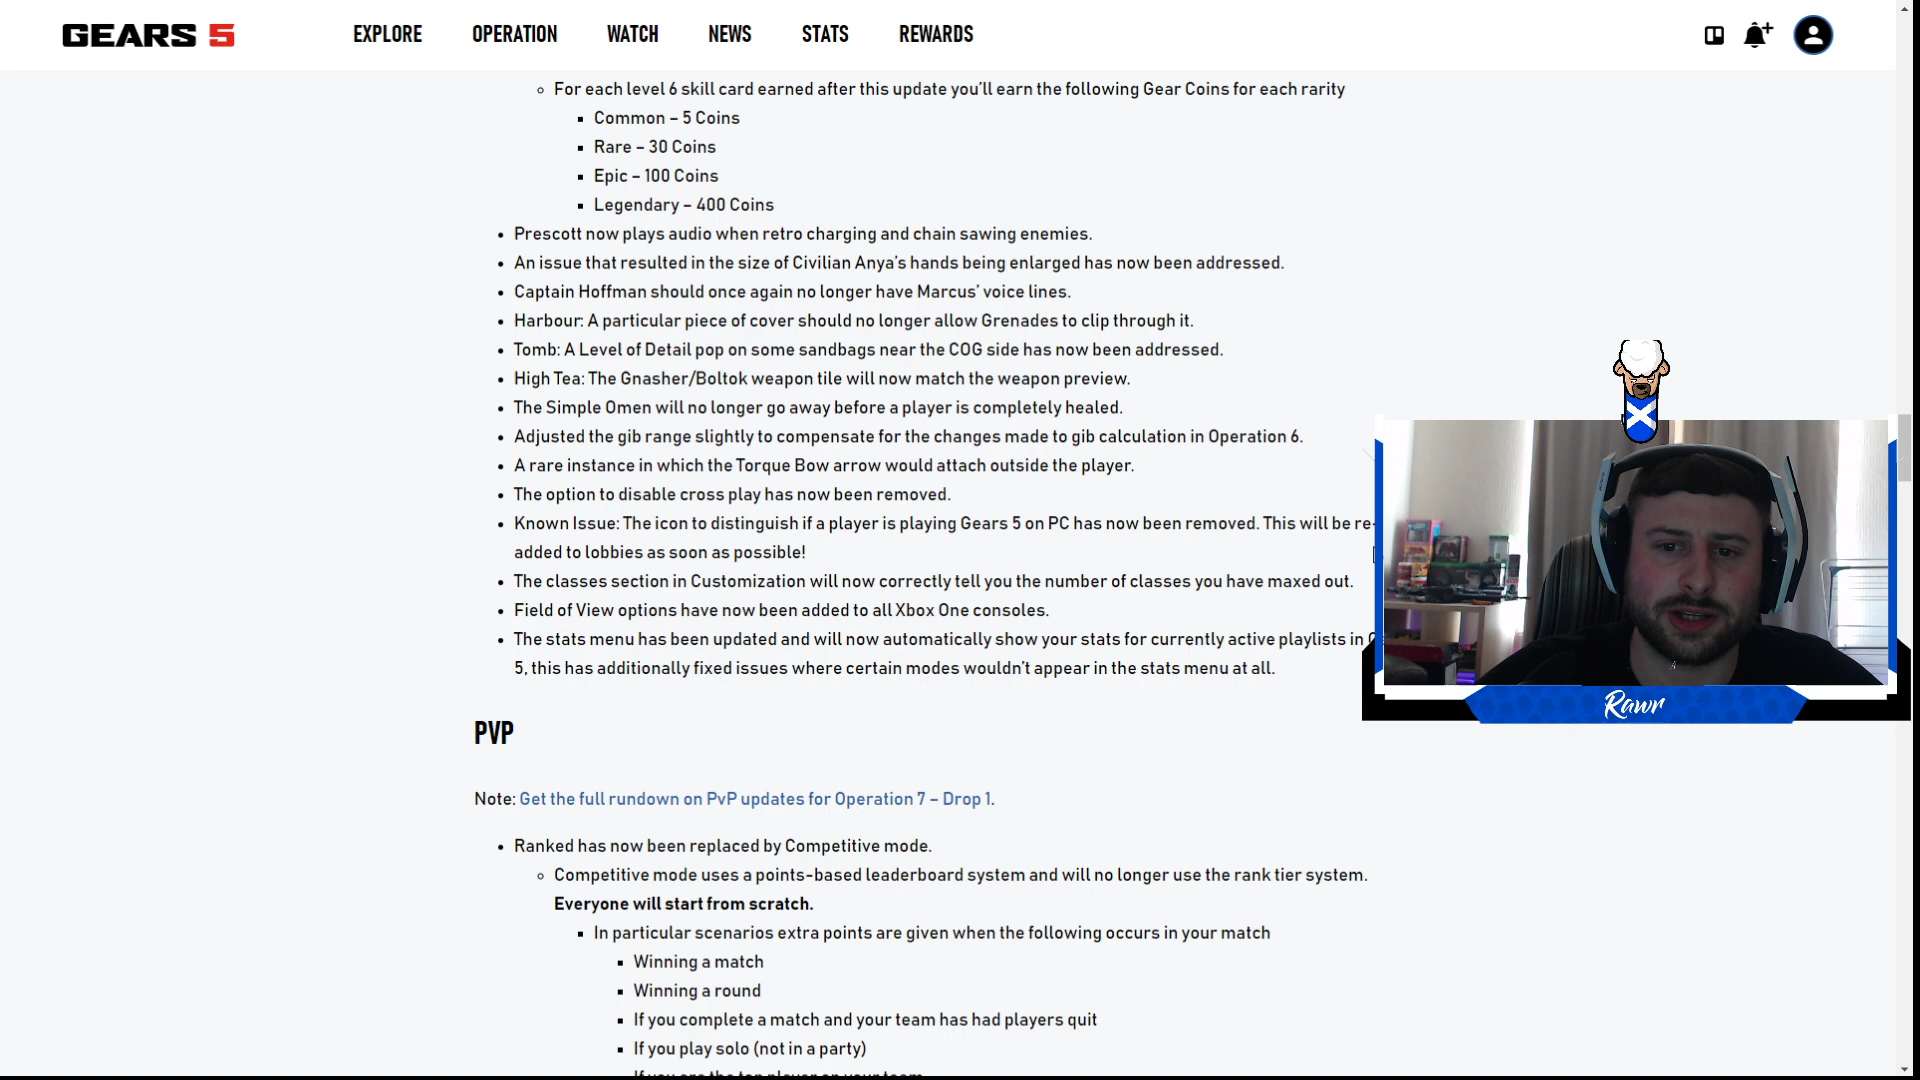 GEARS 5
EXPLORE
OPERATION
WATCH
NEWS
STATS
REWARDS
For each level 6 skill card earned after this update you'll earn the following Gear Coins for each rarity
Common – 5 Coins
Rare – 30 Coins
Epic – 100 Coins
Legendary – 400 Coins
Prescott now plays audio when retro charging and chain sawing enemies.
An issue that resulted in the size of Civilian Anya's hands being enlarged has now been addressed.
Captain Hoffman should once again no longer have Marcus' voice lines.
Harbour: A particular piece of cover should no longer allow Grenades to clip through it.
Tomb: A Level of Detail pop on some sandbags near the COG side has now been addressed.
High Tea: The Gnasher/Boltok weapon tile will now match the weapon preview.
The Simple Omen will no longer go away before a player is completely healed.
Adjusted the gib range slightly to compensate for the changes made to gib calculation in Operation 6.
A rare instance in which the Torque Bow arrow would attach outside the player.
The option to disable cross play has now been removed.
Known Issue: The icon to distinguish if a player is playing Gears 5 on PC has now been removed. This will be re-
added to lobbies as soon as possible!
The classes section in Customization will now correctly tell you the number of classes you have maxed out.
Field of View options have now been added to all Xbox One consoles.
The stats menu has been updated and will now automatically show your stats for currently active playlists in
5, this has additionally fixed issues where certain modes wouldn't appear in the stats menu at all.
Rawr
PVP
Note: Get the full rundown on PvP updates for Operation 7 – Drop 1.
Ranked has now been replaced by Competitive mode.
Competitive mode uses a points-based leaderboard system and will no longer use the rank tier system.
Everyone will start from scratch.
In particular scenarios extra points are given when the following occurs in your match
Winning a match
Winning a round
If you complete a match and your team has had players quit
If you play solo (not in a party)
If you are the top player on your team